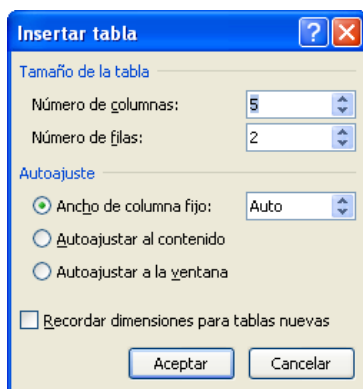 Insertar tabla
Tamaño de la tabla
Número de columnas: 5
Número de filas: 2
Autoajuste
Ancho de columna fijo: Auto
Autoajustar al contenido
Autoajustar a la ventana
Recordar dimensiones para tablas nuevas
Aceptar Cancelar